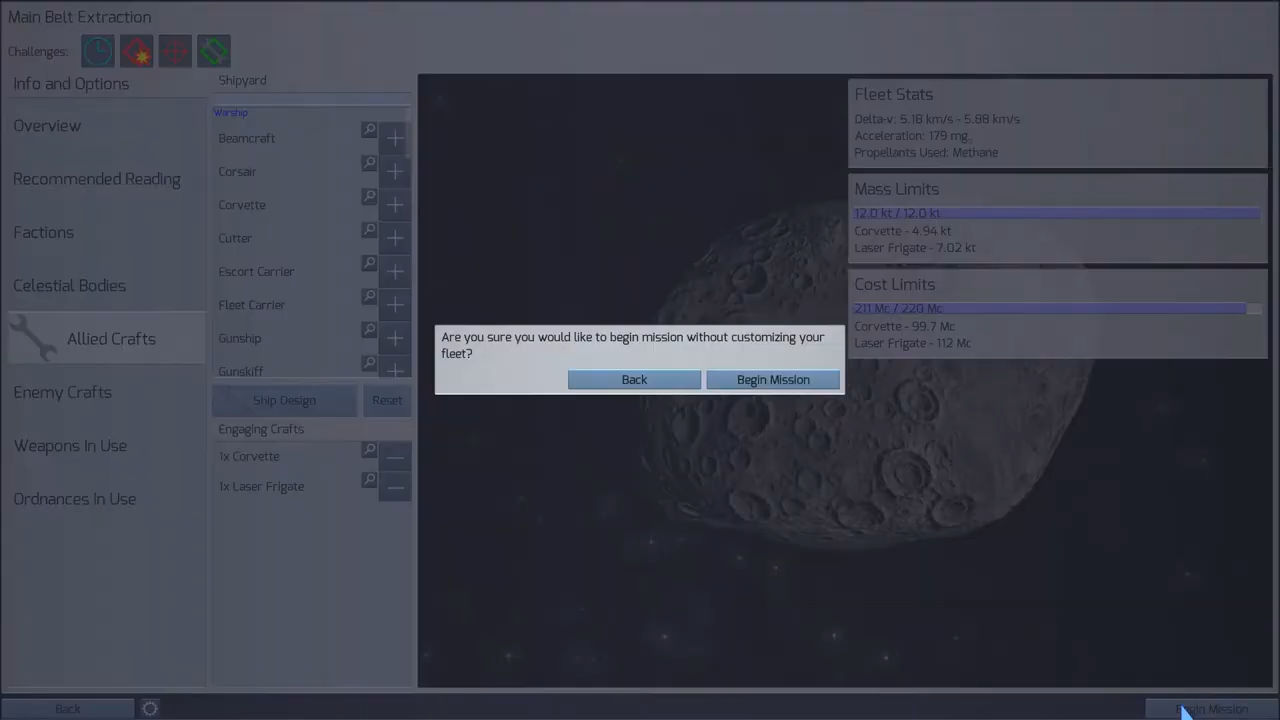 Main Belt Extraction
Challenges:
Info and Options
Overview
Recommended Reading
Factions
Celestial Bodies
Allied Crafts
Enemy Crafts
Weapons In Use
Ordnances In Use
Shipyard
Warship
Beamcraft
Corsair
Corvette
Cutter
Escort Carrier
Fleet Carrier
Gunship
Gunskiff
Ship Design
Reset
Engaging Crafts
1x Corvette
1x Laser Frigate
Are you sure you would like to begin mission without customizing your
fleet?
Back
Begin Mission
Fleet Stats
Delta-v: 5.18 km/s - 5.88 km/s
Acceleration: 179 mg
Propellants Used: Methane
Mass Limits
12.0 kt / 12.0 kt
Corvette - 4.94 kt
Laser Frigate - 7.02 kt
Cost Limits
211 Mc / 220 Mc
Corvette - 99.7 Mc
Laser Frigate - 112 Mc
Back
Begin Mission